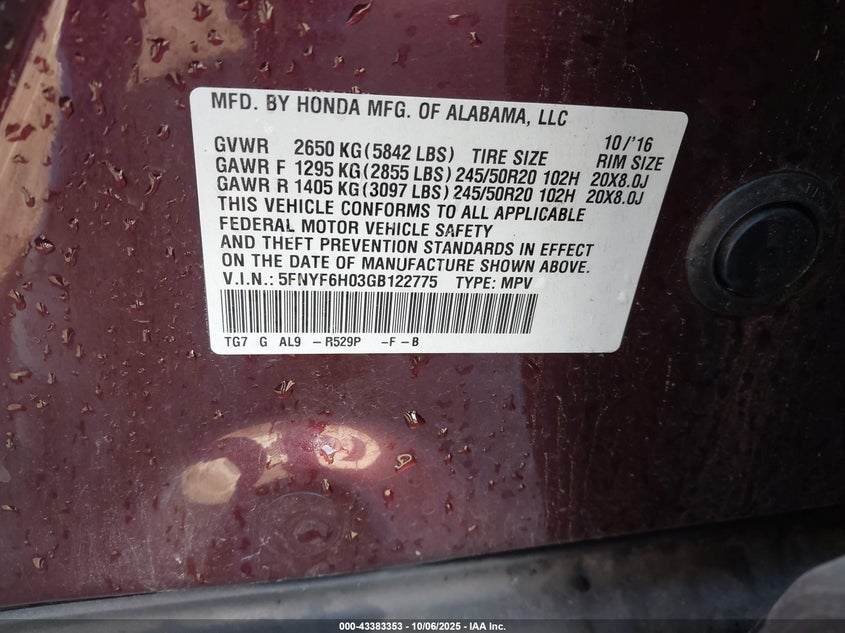 MFD. BY HONDA MFG. OF ALABAMA, LLC
10/'16
GVWR 2650 KG(5842 LBS) TIRE SIZE RIM SIZE
GAWR F 1295 KG(2855 LBS) 245/50R20 102H 20X8.0J
GAWR R 1405 KG(3097 LBS) 245/50R20 102H 20X8.0J
THIS VEHICLE CONFORMS TO ALL APPLICABLE
FEDERAL MOTOR VEHICLE SAFETY
AND THEFT PREVENTION STANDARDS IN EFFECT
ON THE DATE OF MANUFACTURE SHOWN ABOVE.
V.I.N.: 5FNYF6H03GB122775 TYPE: MPV
TG7 G AL9 -R529P -F-B
000-43383353 - 10/06/2025 - IAA Inc.